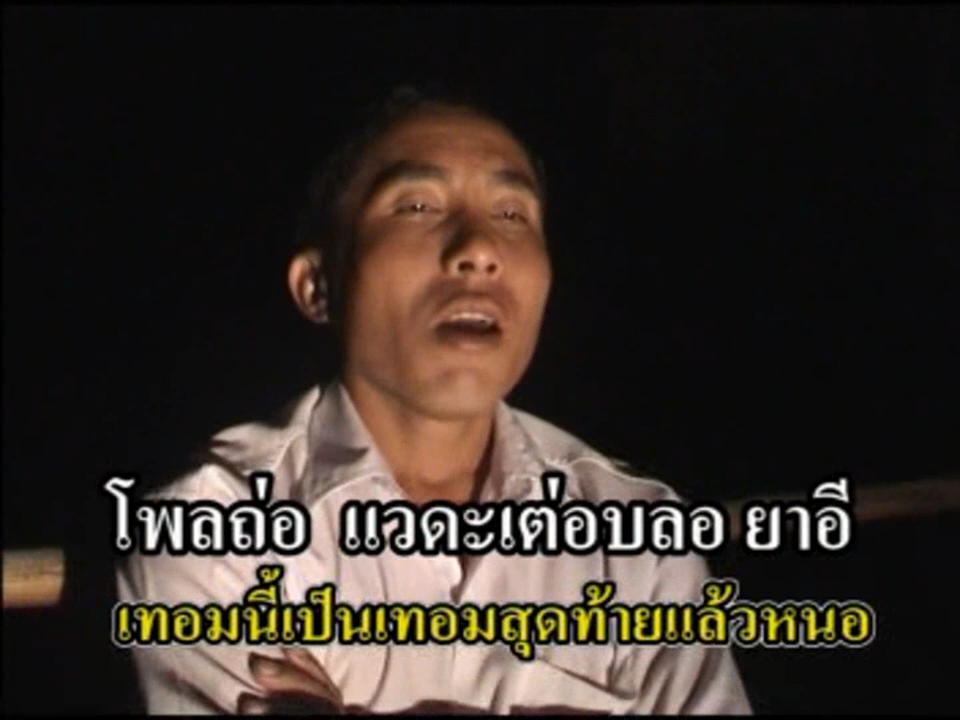 โพลถ่อ แวดะเต่อบลอ ยาอี
เทอมนี้เป็นเทอมสุดท้ายแล้วหนอ